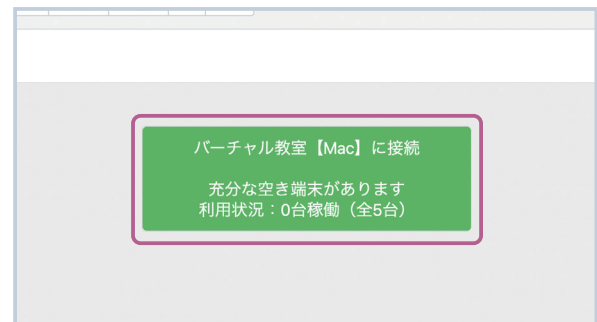 バーチャル教室【Mac】に接続
充分な空き端末があります
利用状況：0台稼働（全5台）